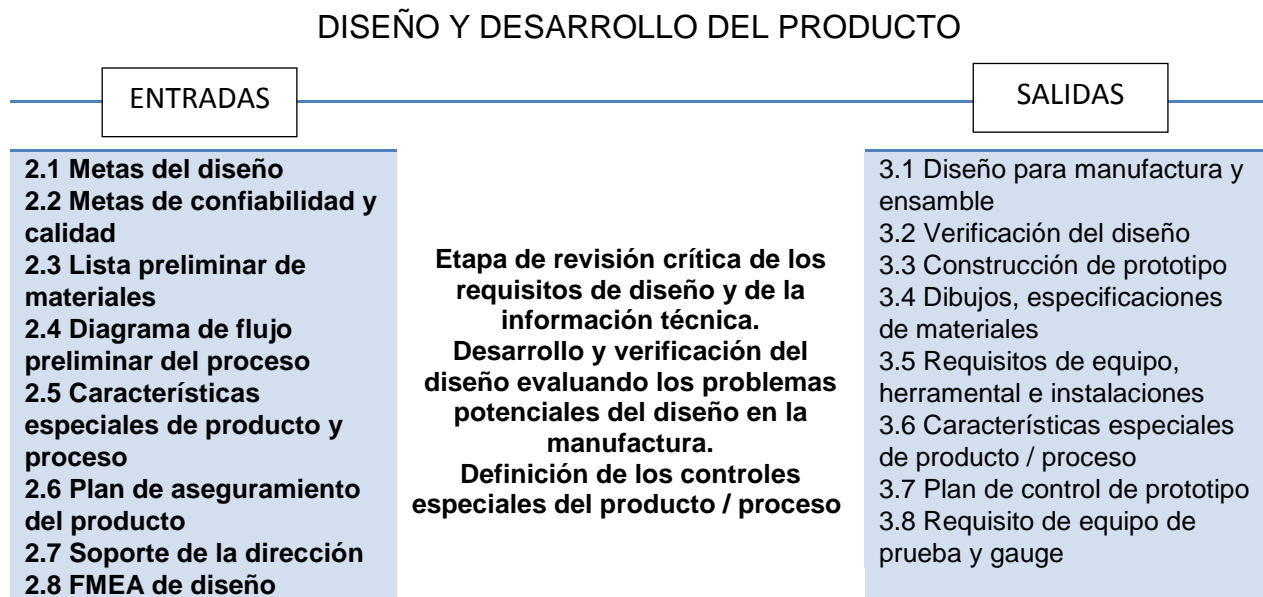 DISEÑO Y DESARROLLO DEL PRODUCTO
ENTRADAS
SALIDAS
2.1 Metas del diseño
2.2 Metas de confiabilidad y
calidad
2.3 Lista preliminar de
materiales
2.4 Diagrama de flujo
preliminar del proceso
2.5 Características
especiales de producto y
proceso
2.6 Plan de aseguramiento
del producto
2.7 Soporte de la dirección
2.8 FMEA de diseño
Etapa de revisión crítica de los
requisitos de diseño y de la
información técnica.
Desarrollo y verificación del
diseño evaluando los problemas
potenciales del diseño en la
manufactura.
Definición de los controles
especiales del producto / proceso
3.1 Diseño para manufactura y
ensamble
3.2 Verificación del diseño
3.3 Construcción de prototipo
3.4 Dibujos, especificaciones
de materiales
3.5 Requisitos de equipo,
herramental e instalaciones
3.6 Características especiales
de producto / proceso
3.7 Plan de control de prototipo
3.8 Requisito de equipo de
prueba y gauge